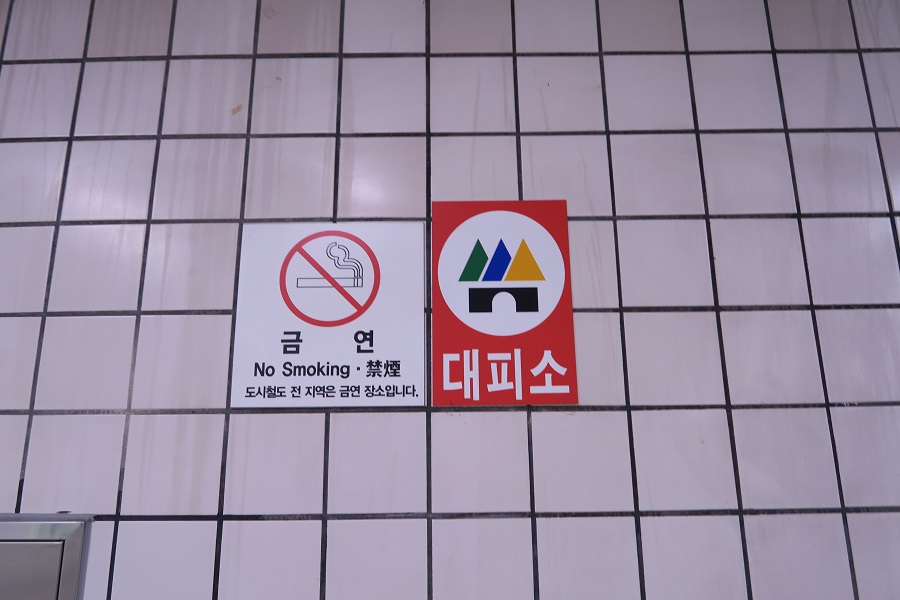 금 연
No Smoking · 禁煙
도시철도 전 지역은 금연 장소입니다.
대피소